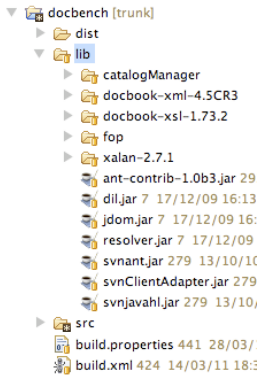 docbench [trunk]
dist
lib
catalogManager
docbook-xml-4.5CR3
docbook-xsl-1.73.2
fop
xalan-2.7.1
ant-contrib-1.0b3.jar 29
dil.jar 7 17/12/09 16:13
jdom.jar 7 17/12/09 16:
resolver.jar 7 17/12/09
svnant.jar 279 13/10/10
svnClientAdapter.jar 279
svnjavahl.jar 279 13/10/
src
build.properties 441 28/03/
build.xml 424 14/03/11 18:3